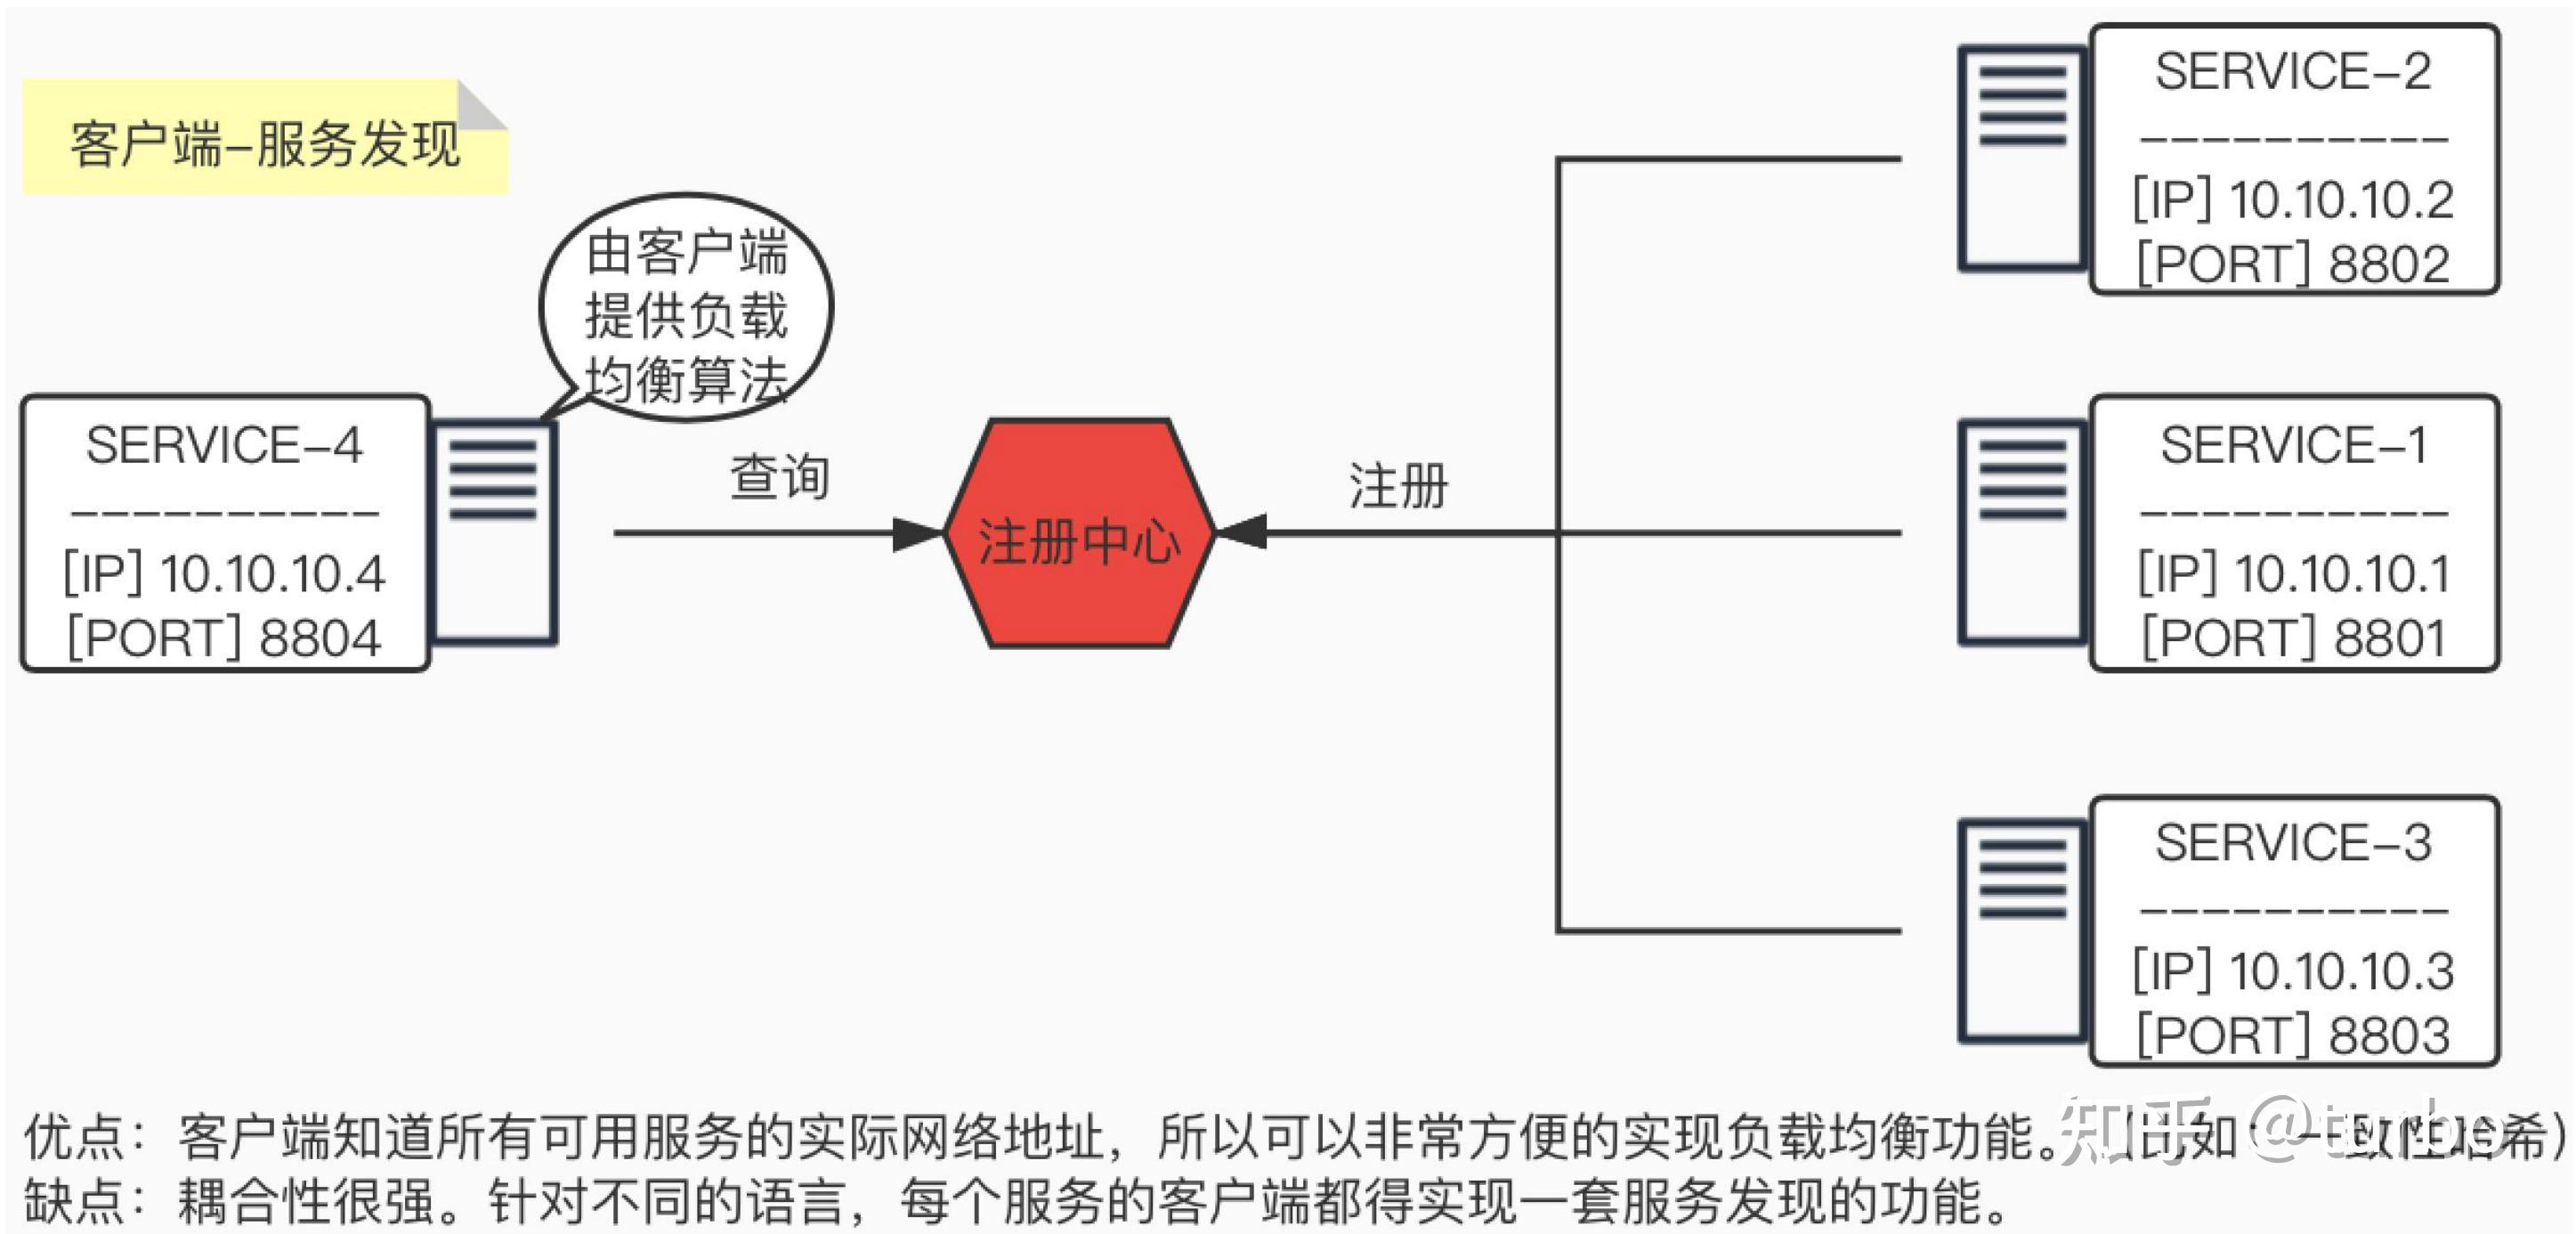 客户端–服务发现
由客户端
提供负载
均衡算法
SERVICE–4
----------
[IP] 10.10.10.4
[PORT] 8804
查询
注册中心
注册
SERVICE–2
----------
[IP] 10.10.10.2
[PORT] 8802
SERVICE–1
----------
[IP] 10.10.10.1
[PORT] 8801
SERVICE–3
----------
[IP] 10.10.10.3
[PORT] 8803
优点：客户端知道所有可用服务的实际网络地址，所以可以非常方便的实现负载均衡功能。（比如：一致性哈希）
缺点：耦合性很强。针对不同的语言，每个服务的客户端都得实现一套服务发现的功能。
知乎 @turbo